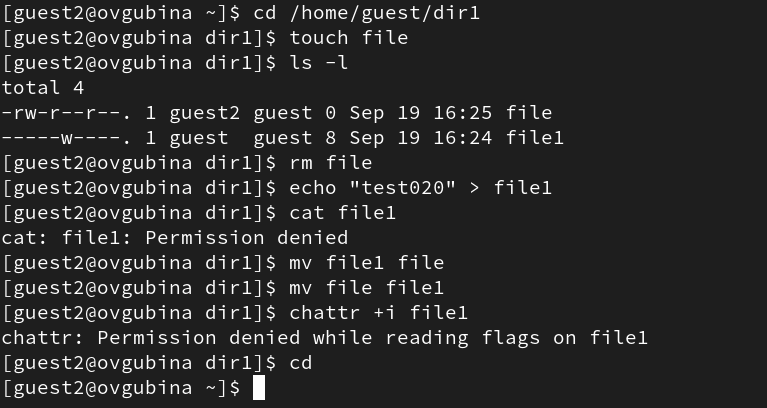 [guest2@ovgubina ~]$ cd /home/guest/dir1
[guest2@ovgubina dir1]$ touch file
[guest2@ovgubina dir1]$ ls -l
total 4
-rw-r--r--. 1 guest2 guest 0 Sep 19 16:25 file
-----w----. 1 guest  guest 8 Sep 19 16:24 file1
[guest2@ovgubina dir1]$ rm file
[guest2@ovgubina dir1]$ echo "test020" > file1
[guest2@ovgubina dir1]$ cat file1
cat: file1: Permission denied
[guest2@ovgubina dir1]$ mv file1 file
[guest2@ovgubina dir1]$ mv file file1
[guest2@ovgubina dir1]$ chattr +i file1
chattr: Permission denied while reading flags on file1
[guest2@ovgubina dir1]$ cd
[guest2@ovgubina ~]$